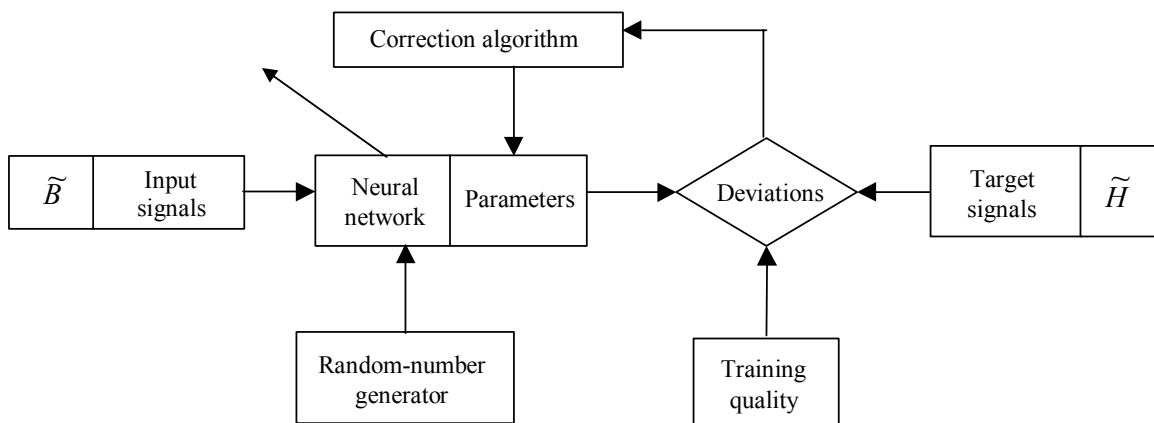 Correction algorithm
B̃
Input
signals
Neural
network
Parameters
Deviations
Target
signals
H̃
Random-number
generator
Training
quality